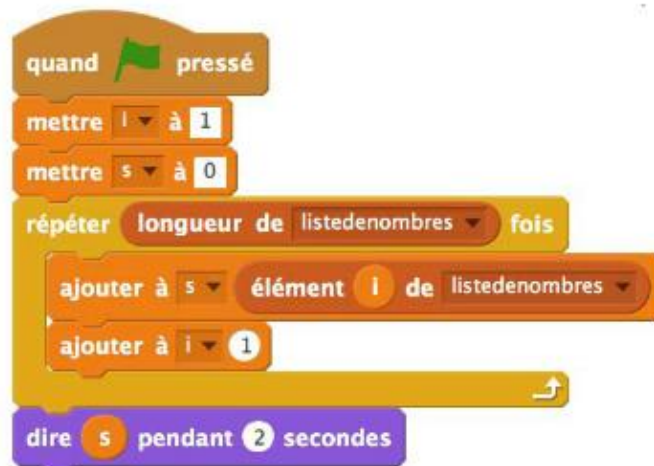 quand pressé
mettre i à 1
mettre s à 0
répéter longueur de listedenombres fois
ajouter à s élément i de listedenombres
ajouter à i 1
dire s pendant 2 secondes